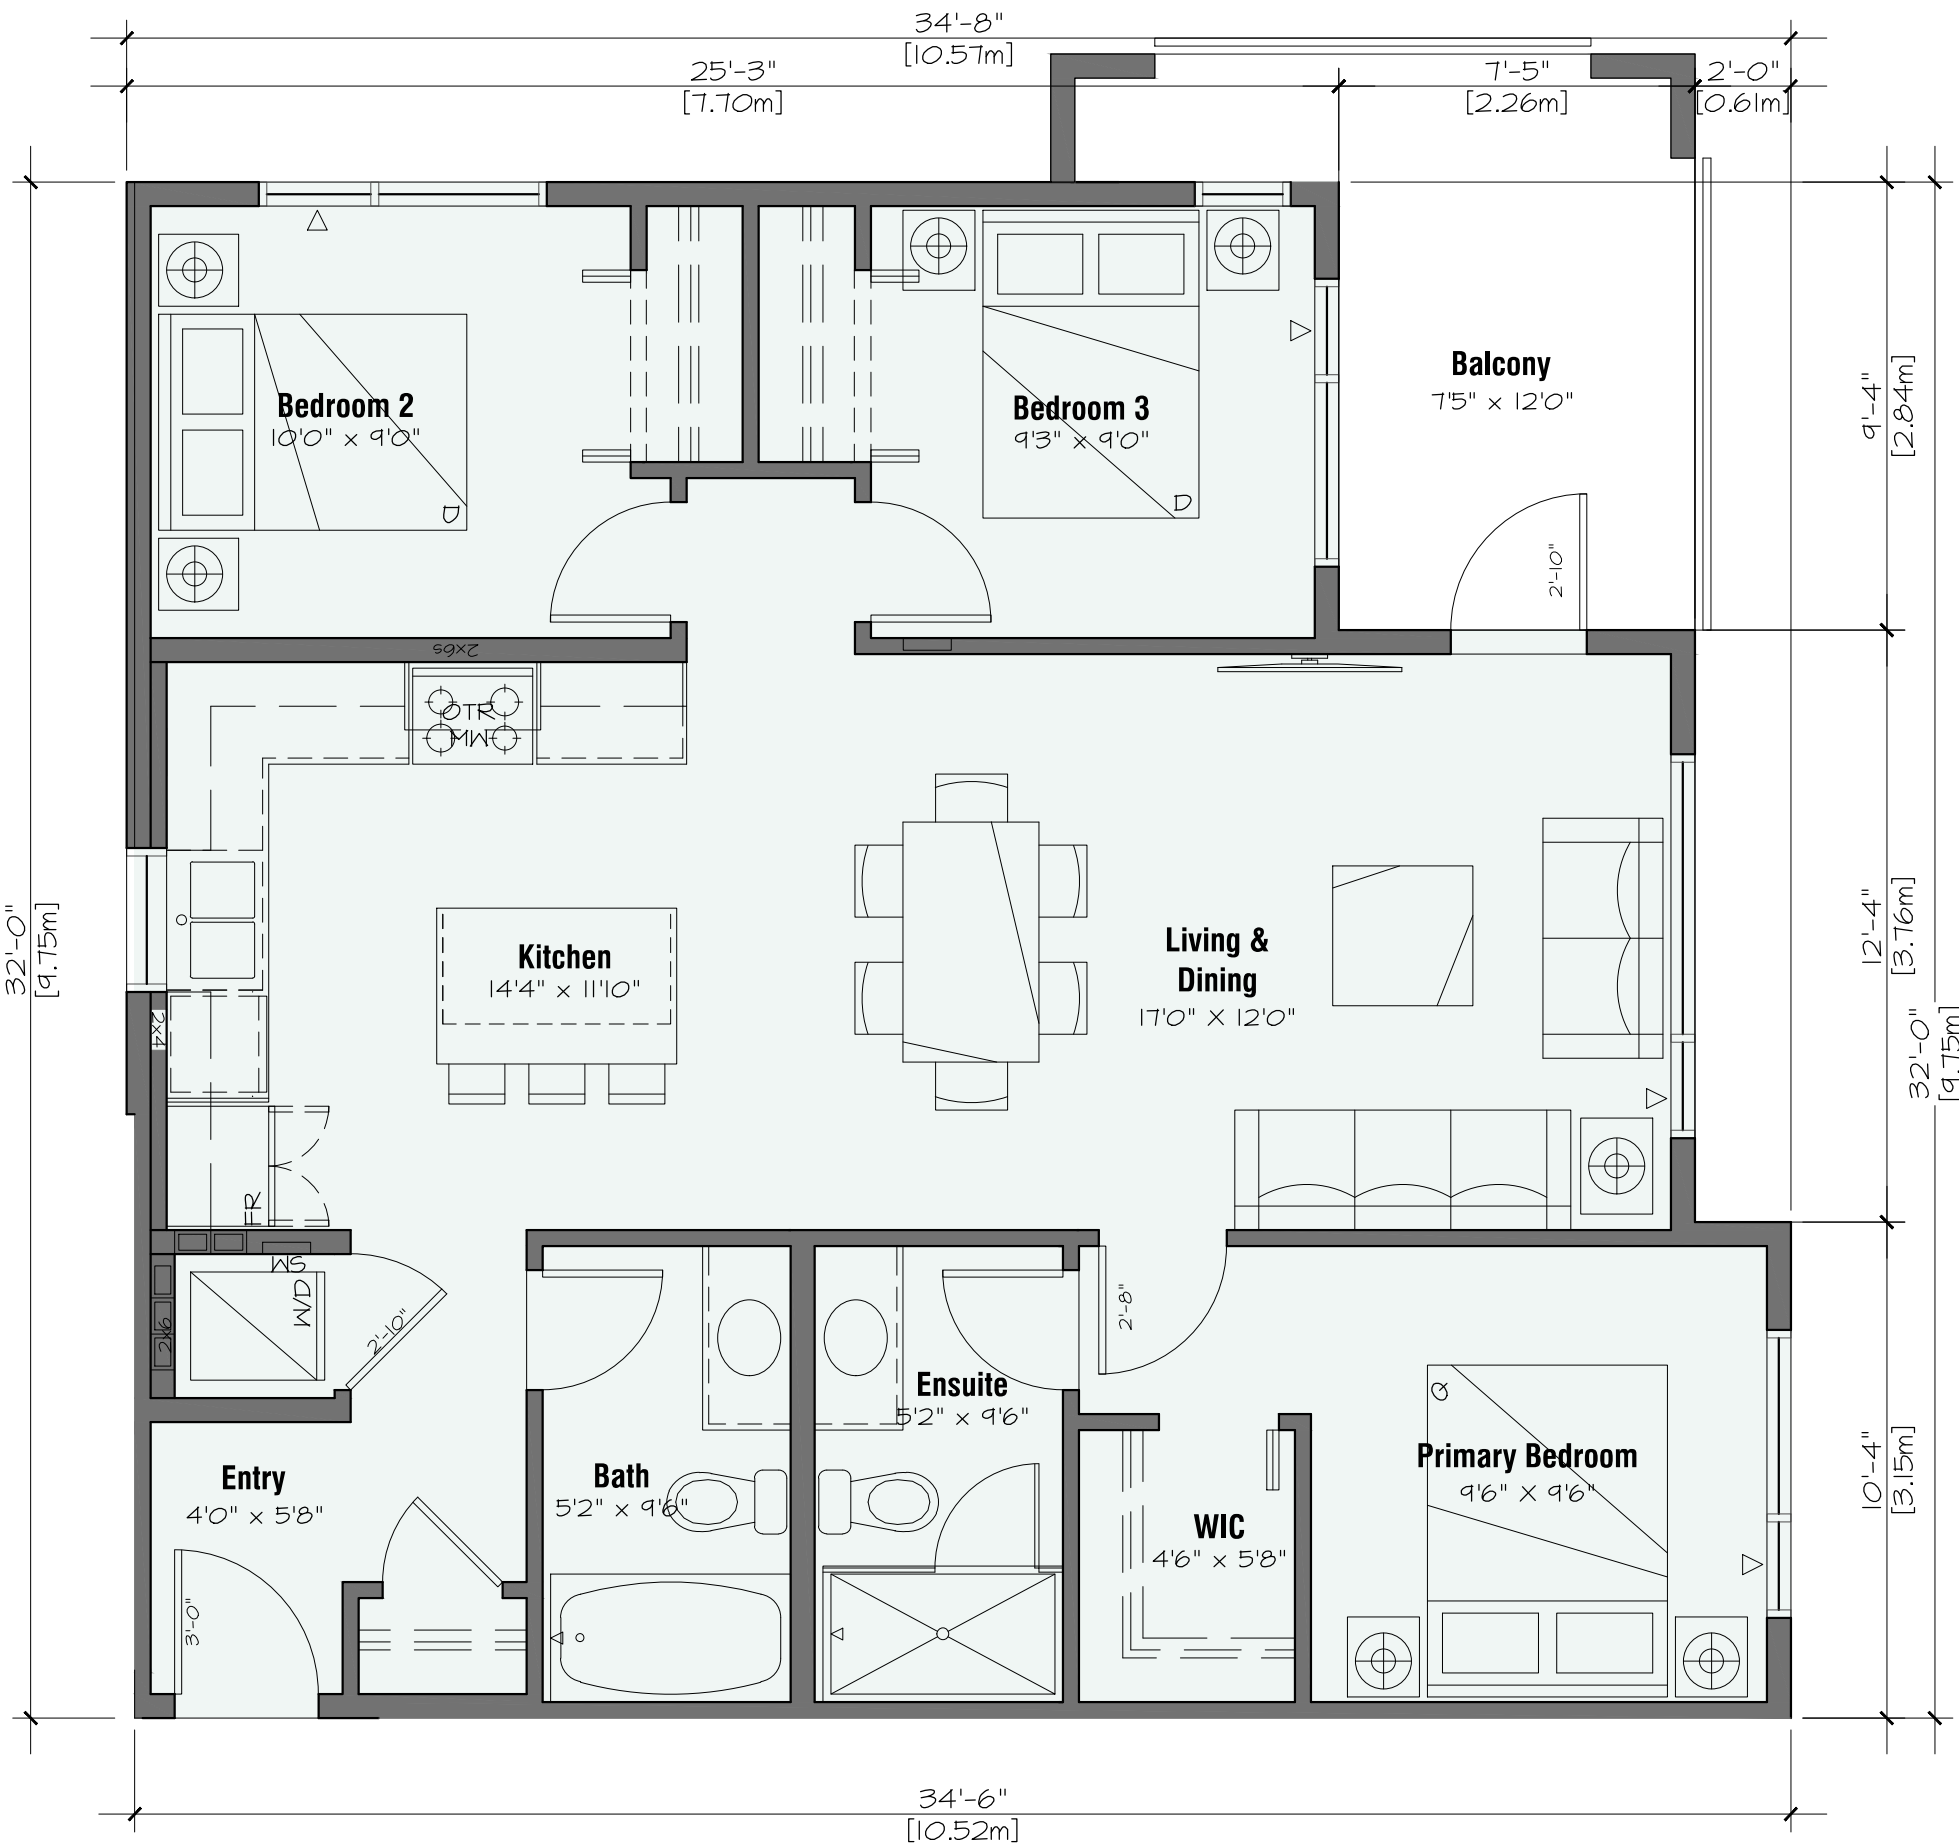 34'-8"
[10.57m]
25'-3"
[7.70m]
7'-5"
[2.26m]
2'-0"
[0.61m]
Bedroom 2
10'0" x 9'0"
D
Bedroom 3
9'3" x 9'0"
D
Balcony
7'5" x 12'0"
2'-10"
9'-4"
[2.84m]
2x6s
OTR
MW
32'-0"
[9.75m]
Kitchen
14'4" x 11'10"
Living &
Dining
17'0" X 12'0"
12'-4"
[3.76m]
32'-0"
[9.75m]
2x4
FR
SM
W/D
2x6
2'-10"
2'-8"
Ensuite
5'2" x 9'6"
Q
Primary Bedroom
9'6" X 9'6"
Entry
4'0" x 5'8"
Bath
5'2" x 9'6"
WIC
4'6" x 5'8"
10'-4"
[3.15m]
3'-0"
34'-6"
[10.52m]